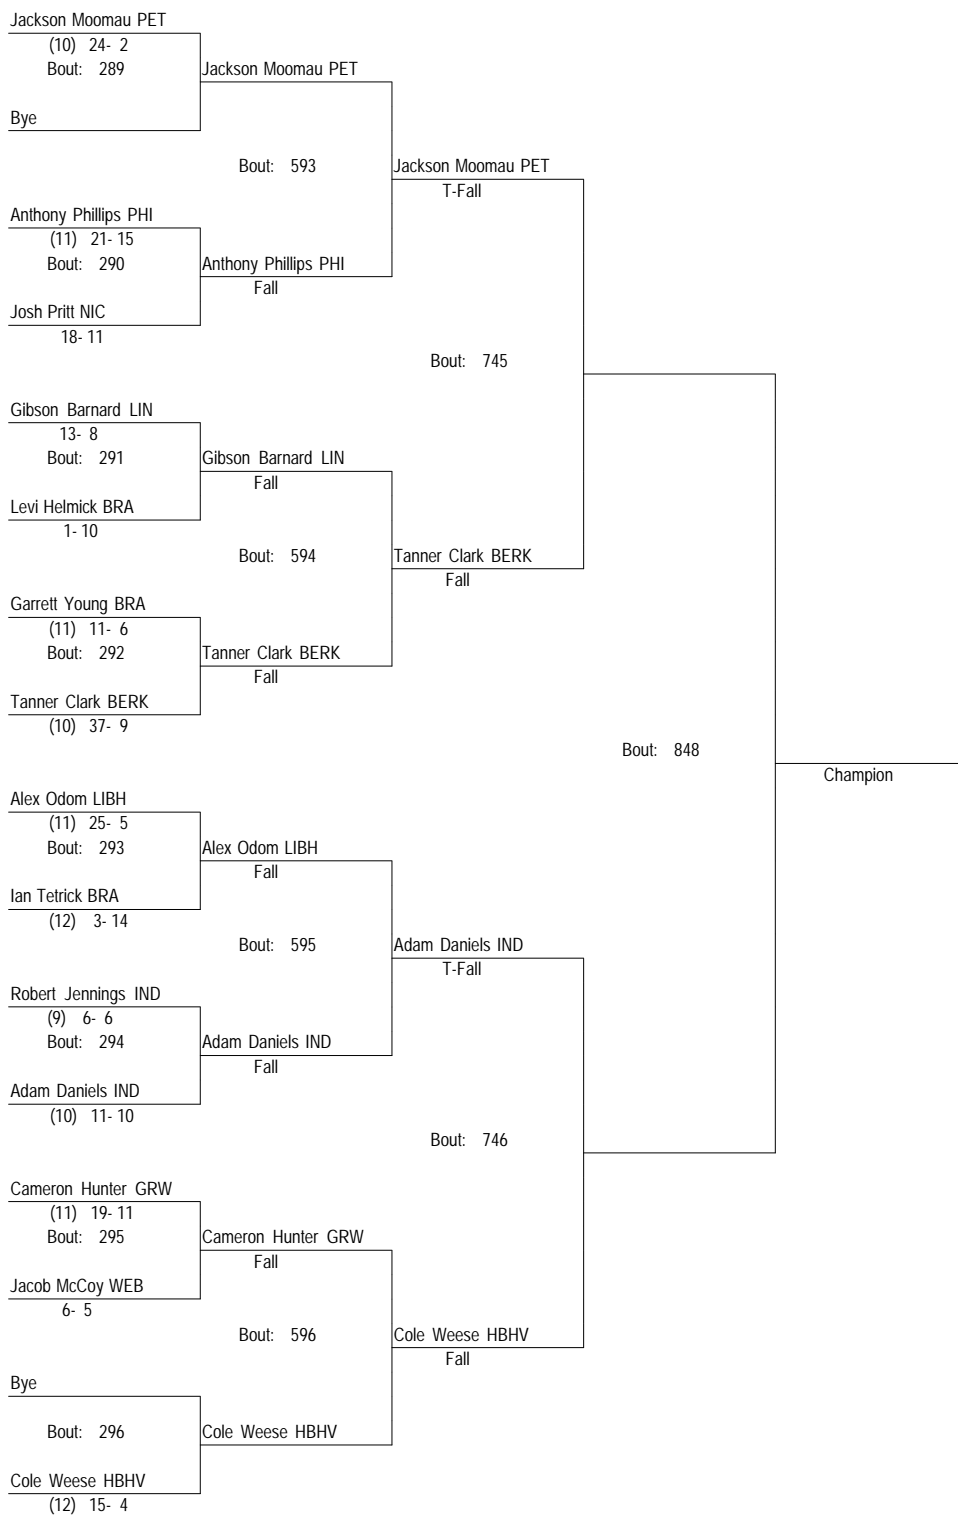 Jackson Moomau PET
(10) 24- 2
Bout: 289
Jackson Moomau PET
Bye
Bout: 593
Jackson Moomau PET
T-Fall
Anthony Phillips PHI
(11) 21- 15
Bout: 290
Anthony Phillips PHI
Fall
Josh Pritt NIC
18- 11
Bout: 745
Gibson Barnard LIN
13- 8
Bout: 291
Gibson Barnard LIN
Fall
Levi Helmick BRA
1- 10
Bout: 594
Tanner Clark BERK
Fall
Garrett Young BRA
(11) 11- 6
Bout: 292
Tanner Clark BERK
Fall
Tanner Clark BERK
(10) 37- 9
Bout: 848
Champion
Alex Odom LIBH
(11) 25- 5
Bout: 293
Alex Odom LIBH
Fall
Ian Tetrick BRA
(12) 3- 14
Bout: 595
Adam Daniels IND
T-Fall
Robert Jennings IND
(9) 6- 6
Bout: 294
Adam Daniels IND
Fall
Adam Daniels IND
(10) 11- 10
Bout: 746
Cameron Hunter GRW
(11) 19- 11
Bout: 295
Cameron Hunter GRW
Fall
Jacob McCoy WEB
6- 5
Bout: 596
Cole Weese HBHV
Fall
Bye
Bout: 296
Cole Weese HBHV
Cole Weese HBHV
(12) 15- 4